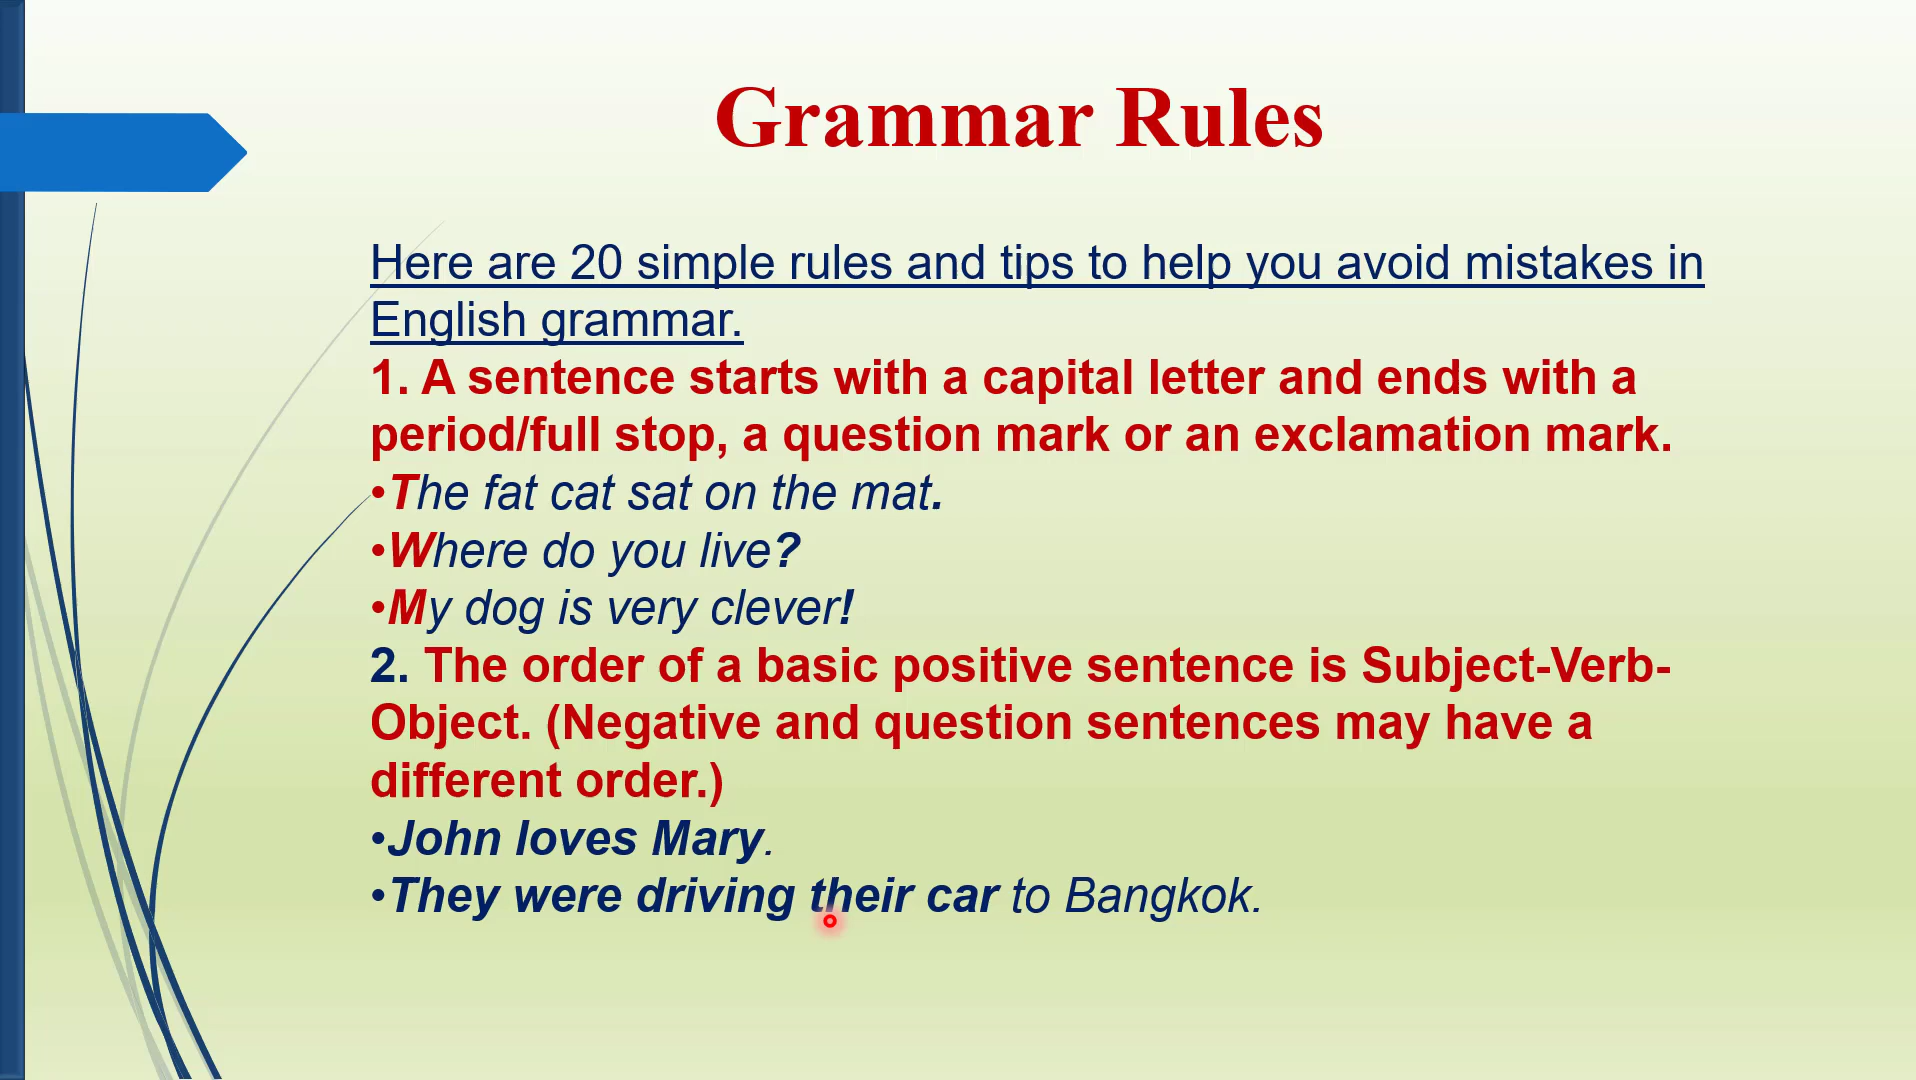 Grammar Rules
Here are 20 simple rules and tips to help you avoid mistakes in
English grammar.
1. A sentence starts with a capital letter and ends with a
period/full stop, a question mark or an exclamation mark.
•The fat cat sat on the mat.
•Where do you live?
•My dog is very clever!
2. The order of a basic positive sentence is Subject-Verb-
Object. (Negative and question sentences may have a
different order.)
•John loves Mary.
•They were driving their car to Bangkok.